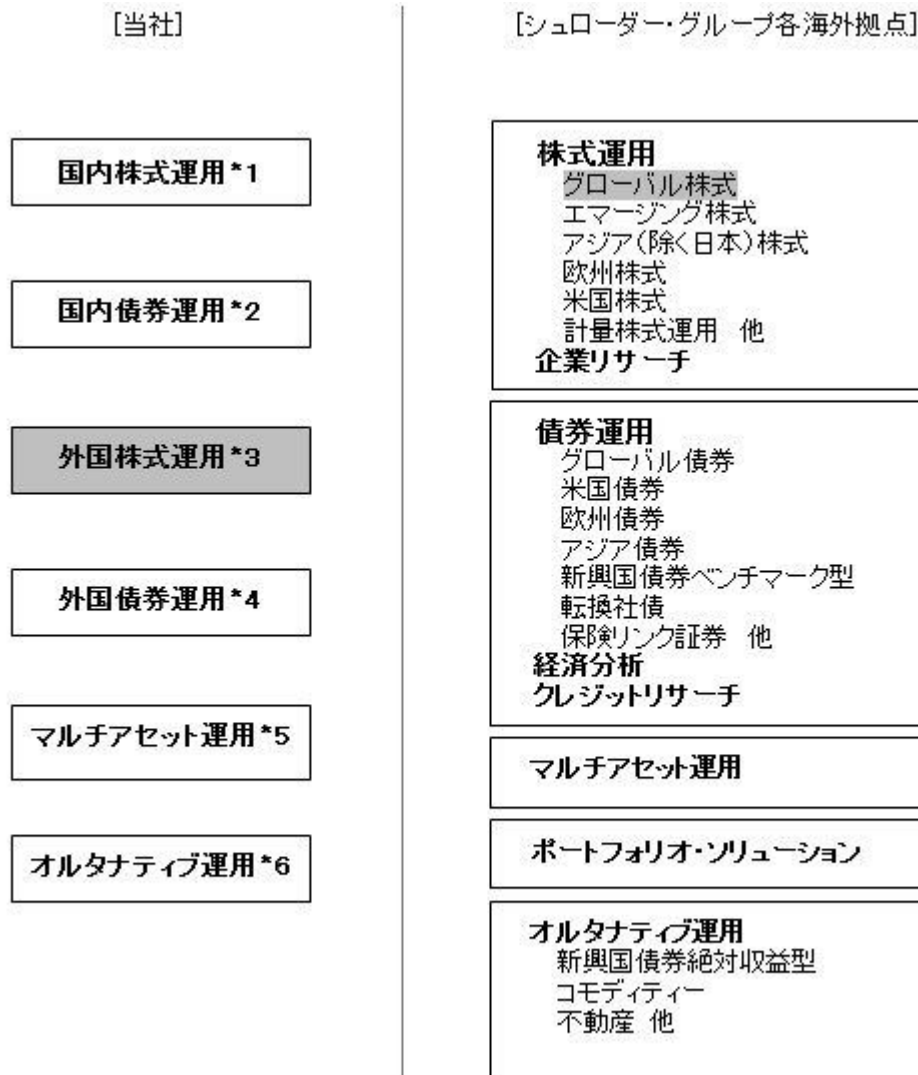 [当社]
国内株式運用*1
国内債券運用*2
外国株式運用*3
外国債券運用*4
マルチアセット運用*5
オルタナティブ運用*6
[シュローダー・グループ各海外拠点]
株式運用
グローバル株式
エマージング株式
アジア(除く日本)株式
欧州株式
米国株式
計量株式運用 他
企業リサーチ
債券運用
グローバル債券
米国債券
欧州債券
アジア債券
新興国債券ベンチマーク型
転換社債
保険リンク証券 他
経済分析
クレジットリサーチ
マルチアセット運用
ポートフォリオ・ソリューション
オルタナティブ運用
新興国債券絶対収益型
コモディティー
不動産 他